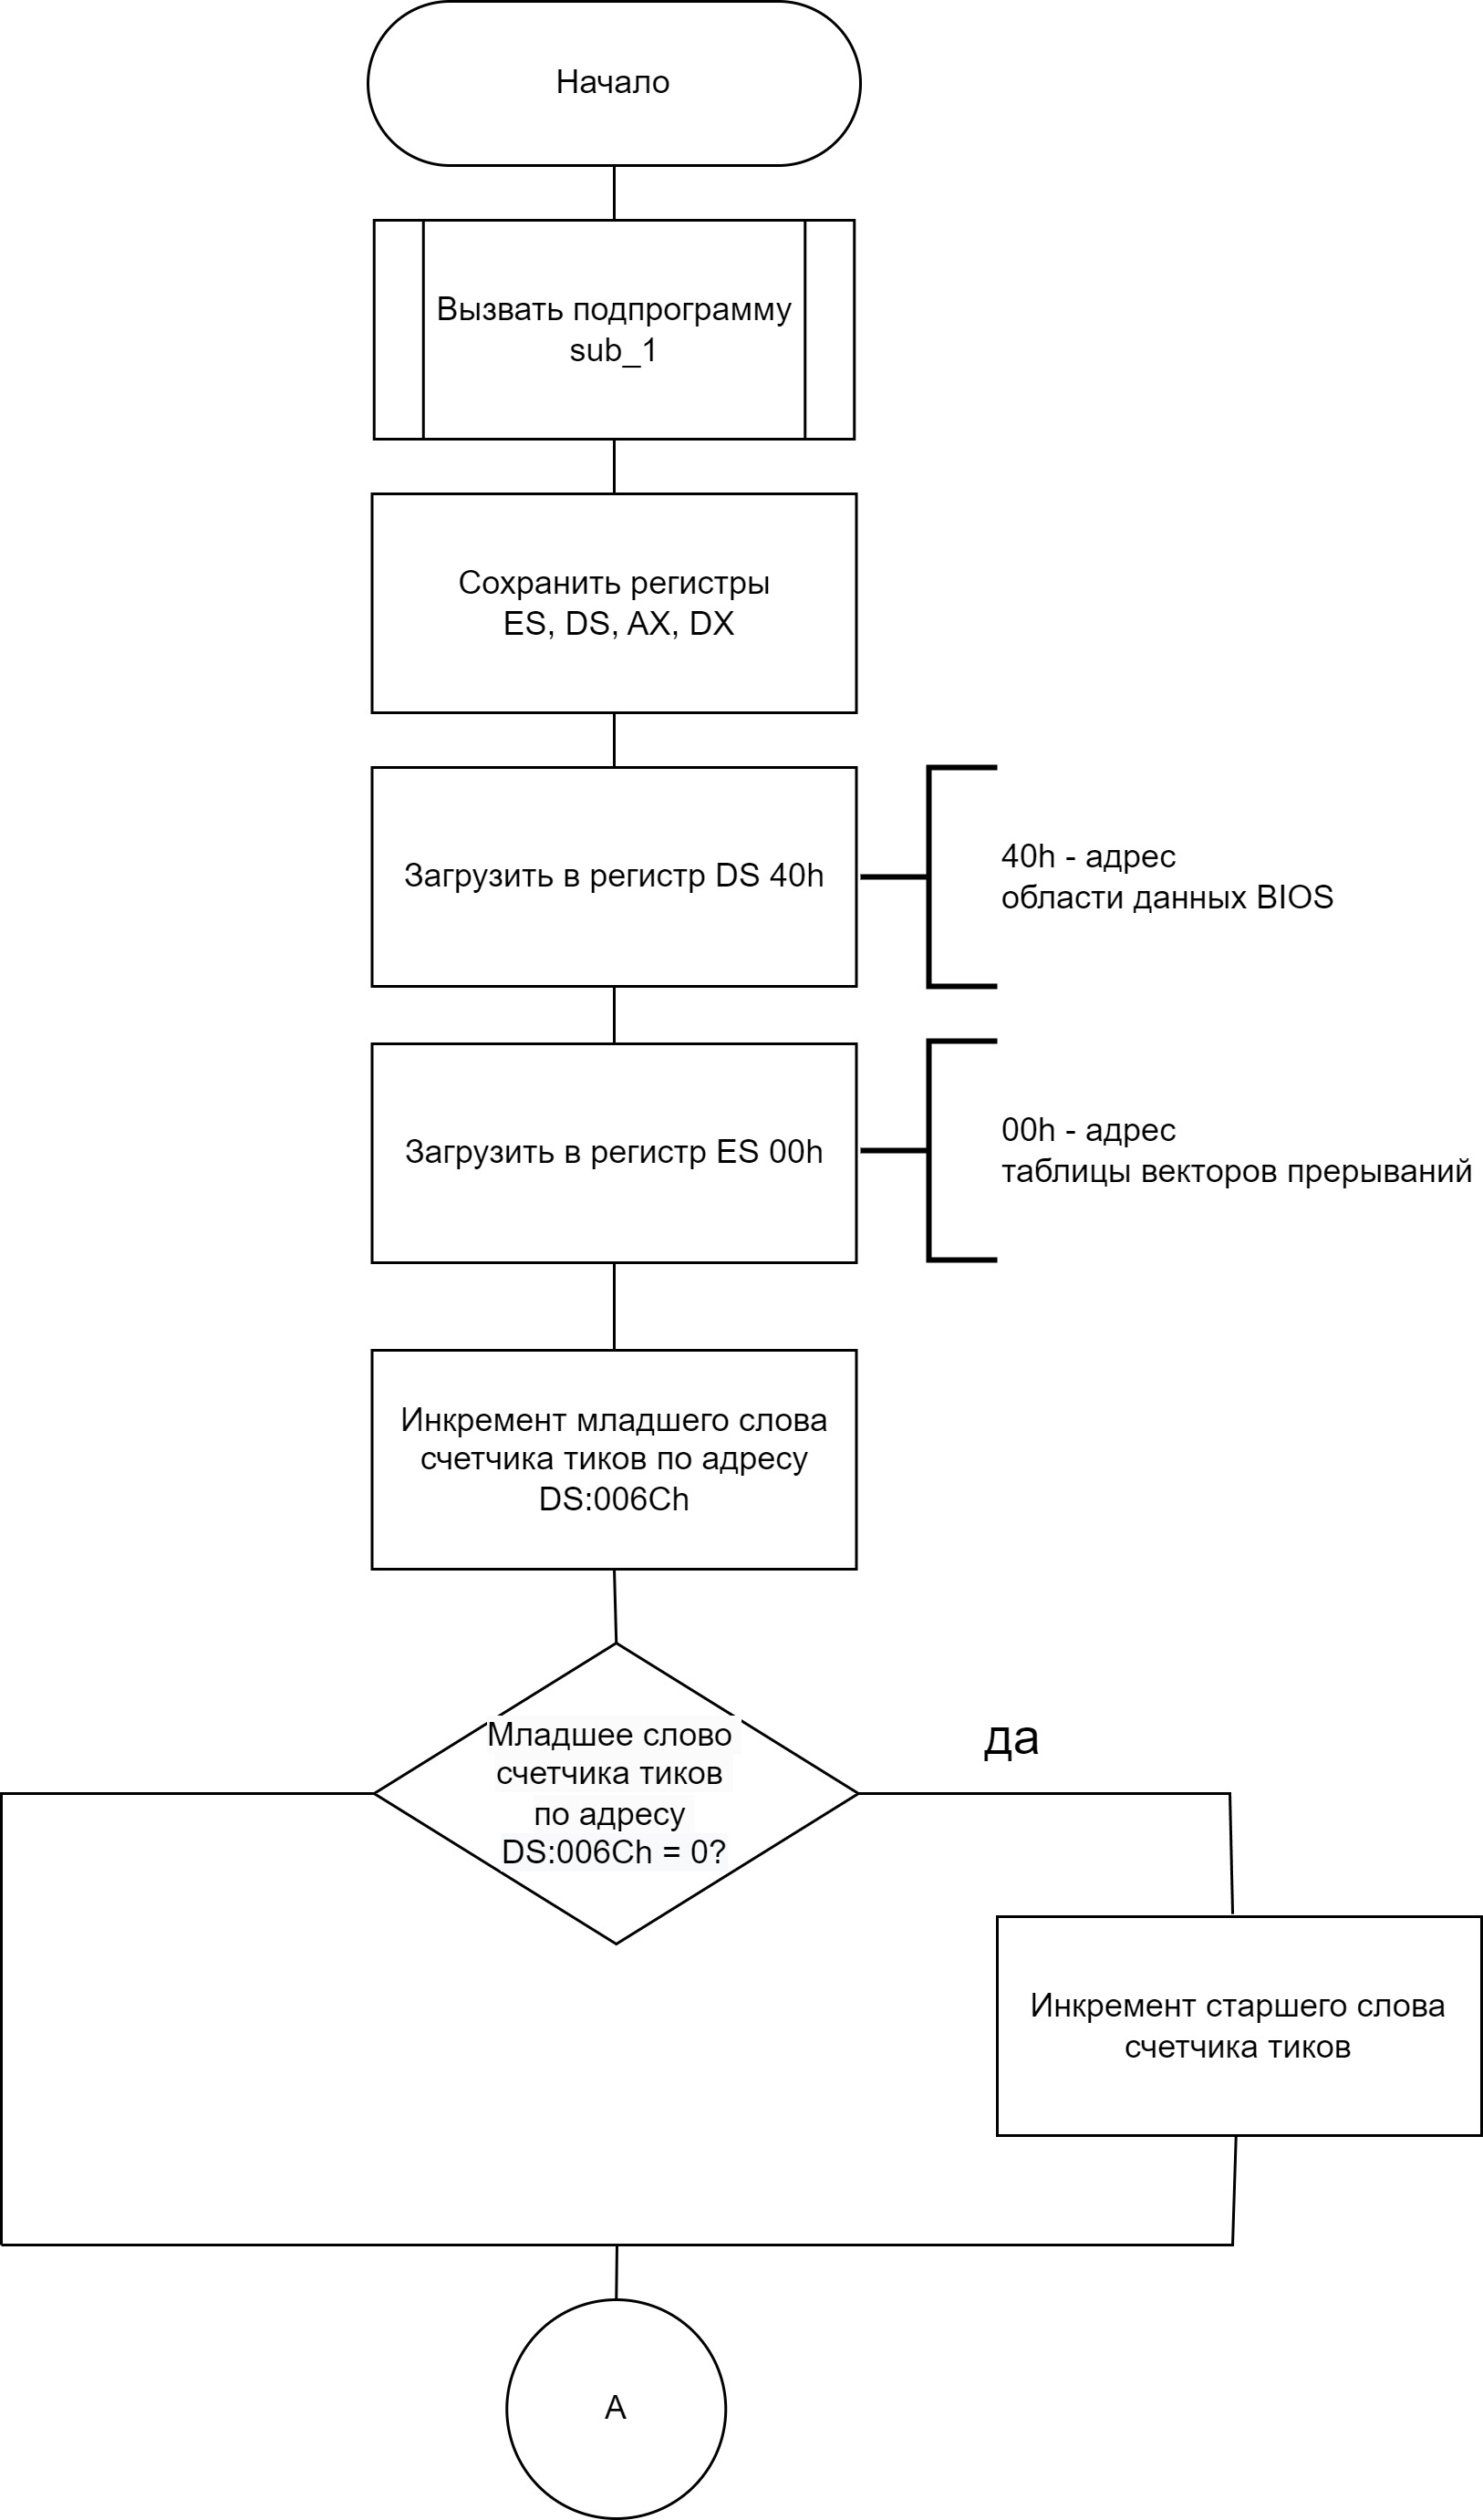 Начало
Вызвать подпрограмму
sub_1
Сохранить регистры
ES, DS, AX, DX
Загрузить в регистр DS 40h
40h - адрес
области данных BIOS
Загрузить в регистр ES 00h
00h - адрес
таблицы векторов прерываний
Инкремент младшего слова
счетчика тиков по адресу
DS:006Ch
Младшее слово
счетчика тиков
по адресу
DS:006Ch = 0?
да
Инкремент старшего слова
счетчика тиков
A